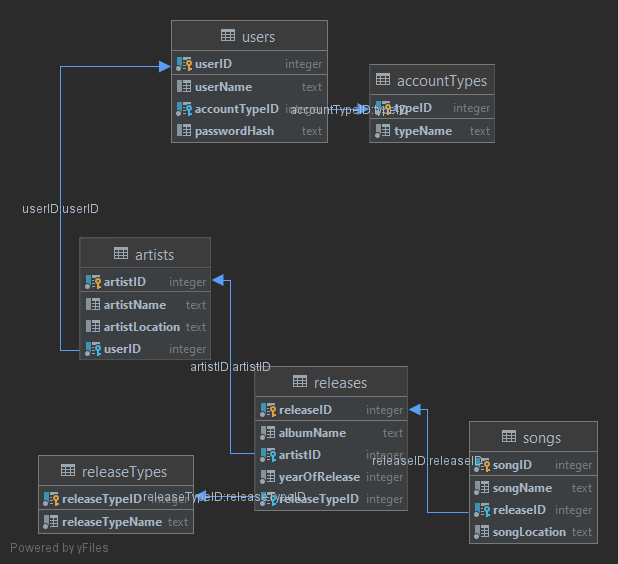 users
userID integer
userName text
accountTypeID integer
passwordHash text
accountTypes
typeID integer
typeName text
accountTypeID:typeID
userID:userID
artists
artistID integer
artistName text
artistLocation text
userID integer
artistID:artistID
releases
releaseID integer
albumName text
artistID integer
yearOfRelease integer
releaseTypeID integer
releaseID:releaseID
songs
songID integer
songName text
releaseID integer
songLocation text
releaseTypes
releaseTypeID integer
releaseTypeName text
releaseTypeID:releaseTypeID
Powered by yFiles